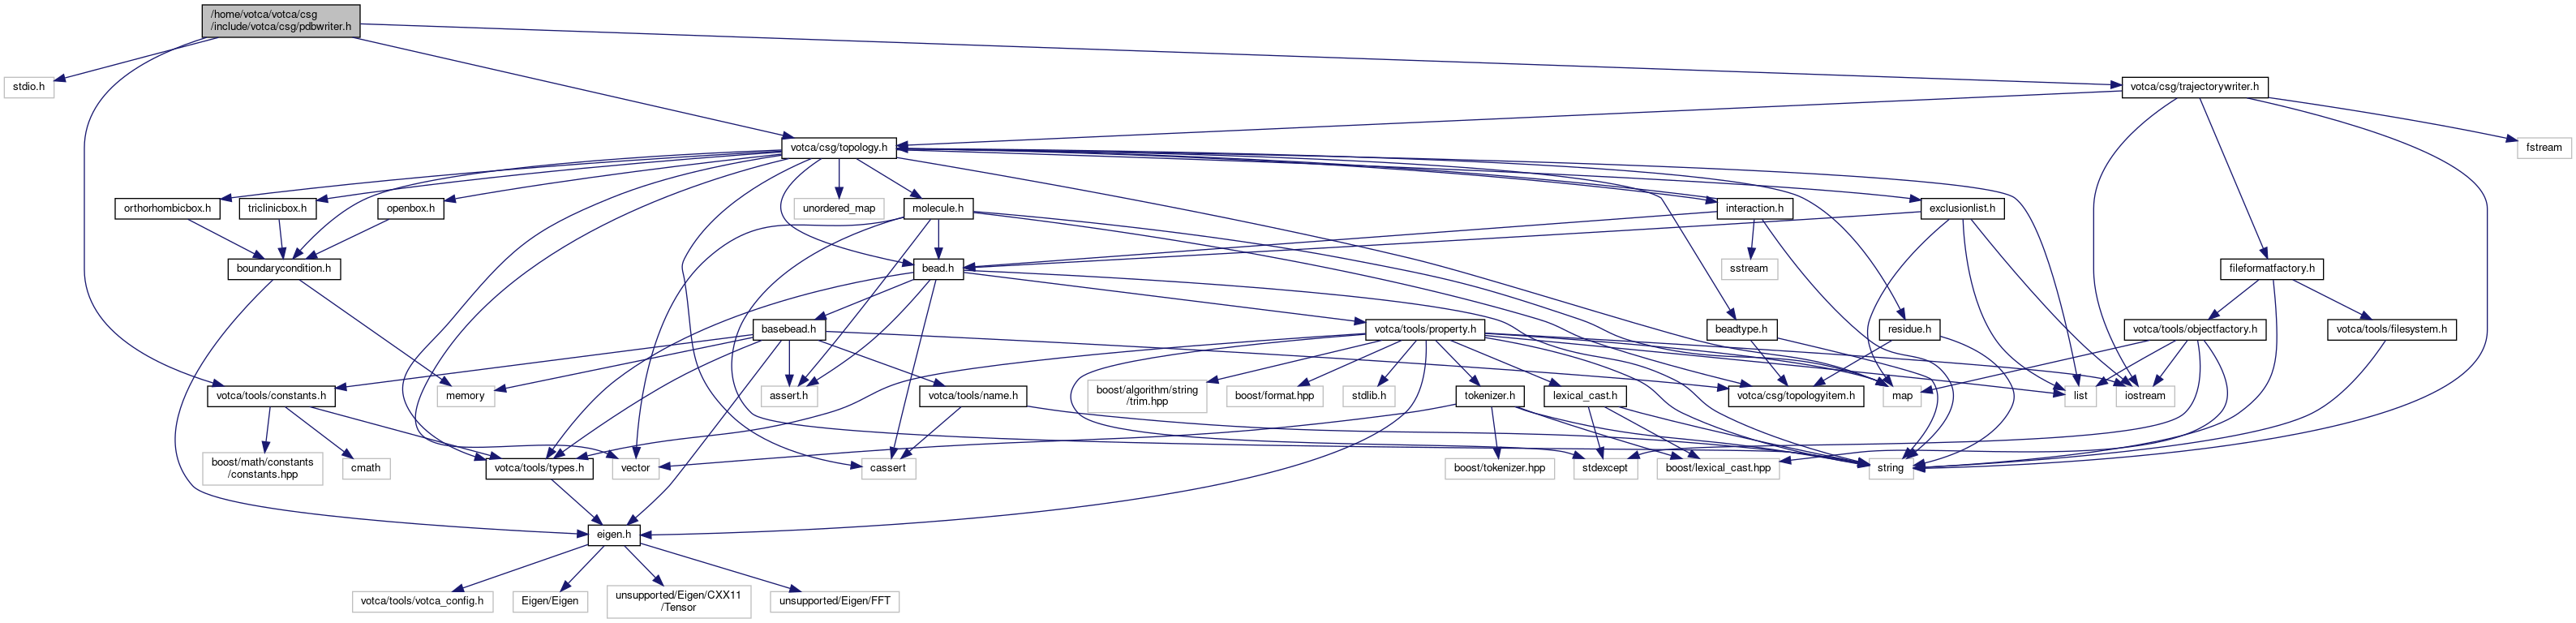 /home/votca/votca/csg
/include/votca/csg/pdbwriter.h
stdio.h
votca/csg/trajectorywriter.h
votca/csg/topology.h
fstream
orthorhombicbox.h
triclinicbox.h
openbox.h
unordered_map
molecule.h
interaction.h
exclusionlist.h
boundarycondition.h
bead.h
sstream
fileformatfactory.h
basebead.h
votca/tools/property.h
beadtype.h
residue.h
votca/tools/objectfactory.h
votca/tools/filesystem.h
votca/tools/constants.h
memory
assert.h
votca/tools/name.h
boost/algorithm/string
/trim.hpp
boost/format.hpp
stdlib.h
tokenizer.h
lexical_cast.h
votca/csg/topologyitem.h
map
list
iostream
boost/math/constants
/constants.hpp
cmath
votca/tools/types.h
vector
cassert
boost/tokenizer.hpp
stdexcept
boost/lexical_cast.hpp
string
eigen.h
votca/tools/votca_config.h
Eigen/Eigen
unsupported/Eigen/CXX11
/Tensor
unsupported/Eigen/FFT